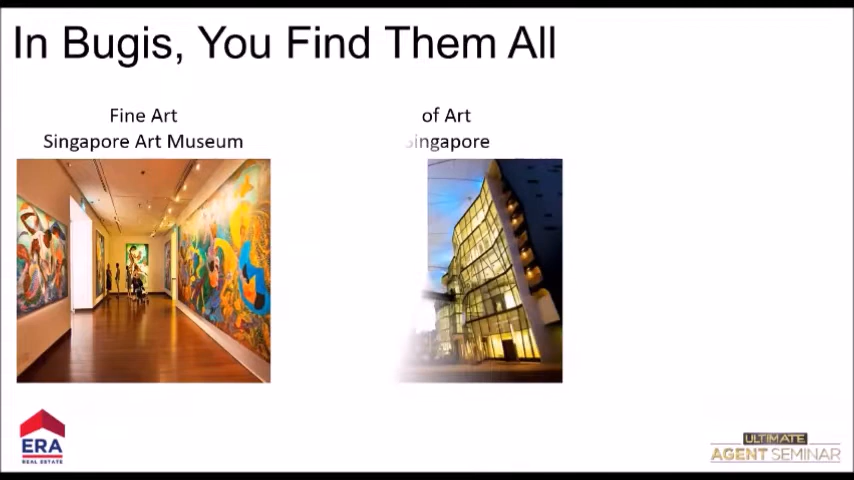 In Bugis, You Find Them All
Fine Art
Singapore Art Museum
of Art
Singapore
ERA
REAL ESTATE
ULTIMATE
AGENT SEMINAR